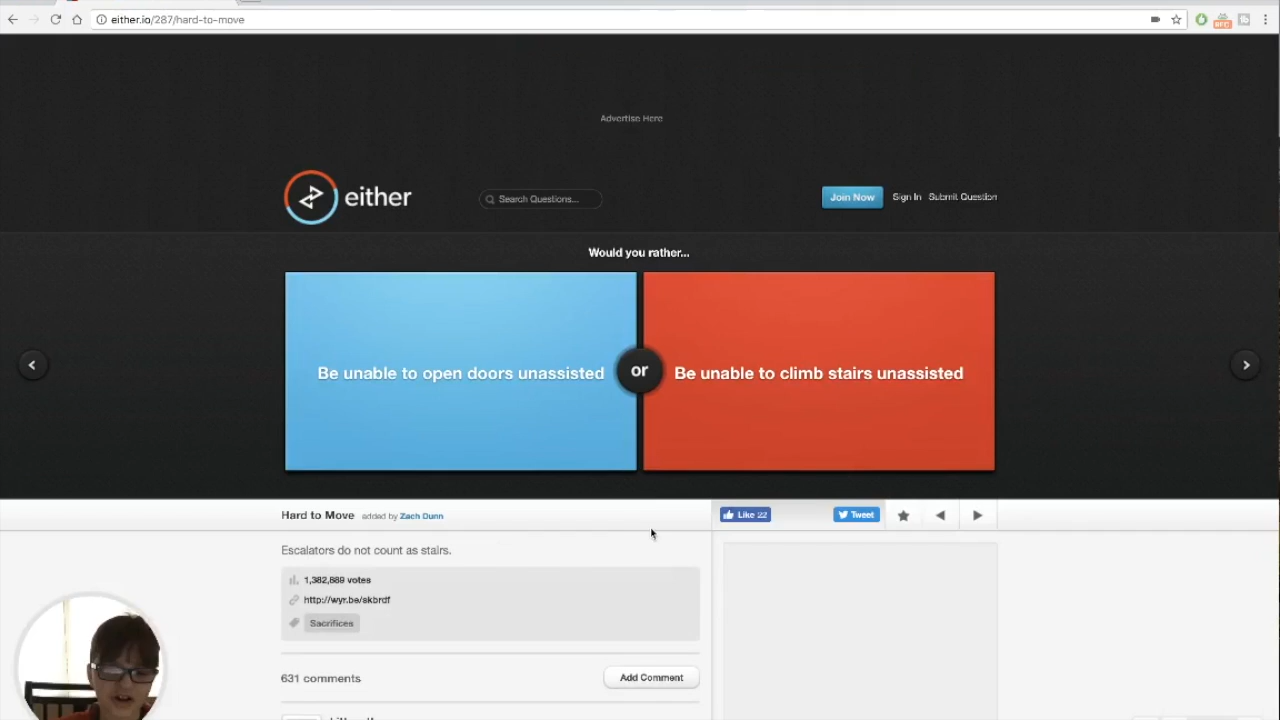 either.io/287/hard-to-move
Advertise Here
either
Search Questions...
Join Now
Sign In
Submit Question
Would you rather...
Be unable to open doors unassisted
or
Be unable to climb stairs unassisted
Hard to Move added by Zach Dunn
Like 22
Tweet
Escalators do not count as stairs.
1,382,889 votes
http://wyr.be/skbrdf
Sacrifices
631 comments
Add Comment